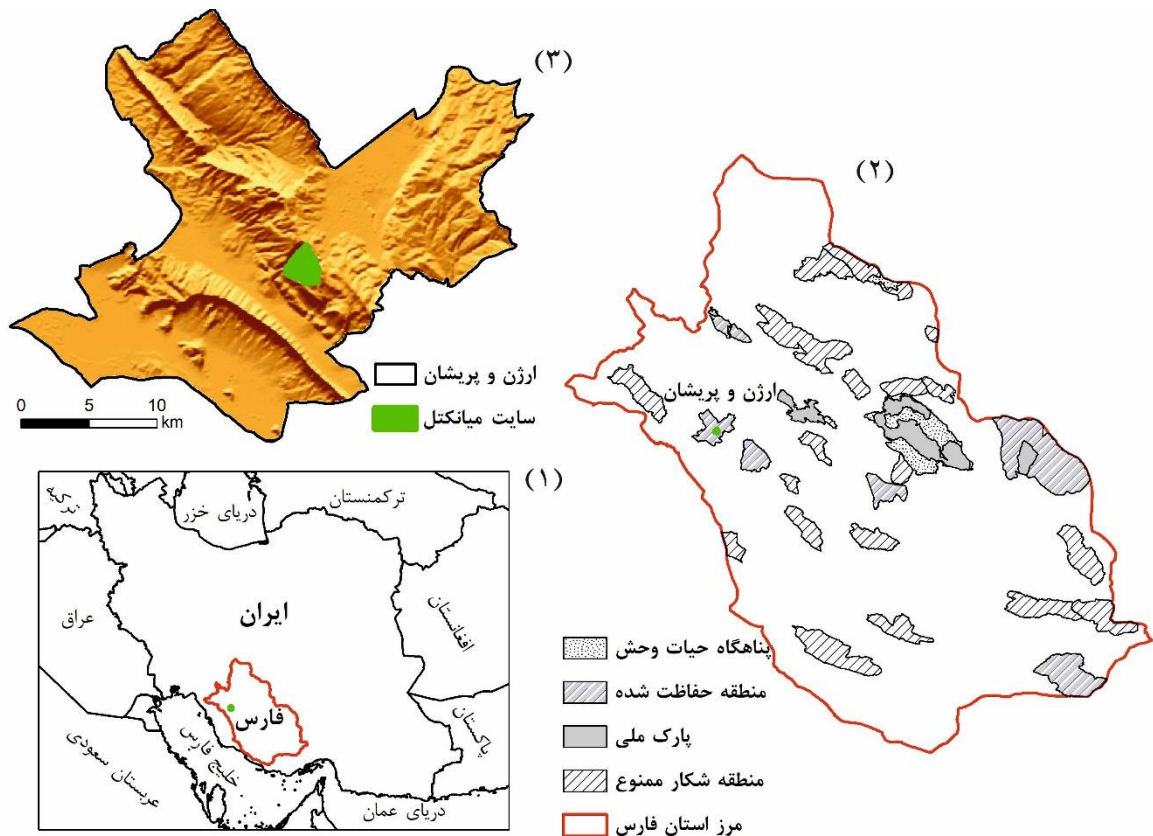 (۳)
ارژن و پریشان
سایت میانکتل
0 5 10
km
(۲)
ارژن و پریشان
پناهگاه حیات وحش
منطقه حفاظت شده
پارک ملی
منطقه شکار ممنوع
مرز استان فارس
(۱)
ترکیه
دریای خزر
ترکمنستان
عراق
ایران
افغانستان
فارس
پاکستان
خلیج فارس
عربستان سعودی
دریای عمان